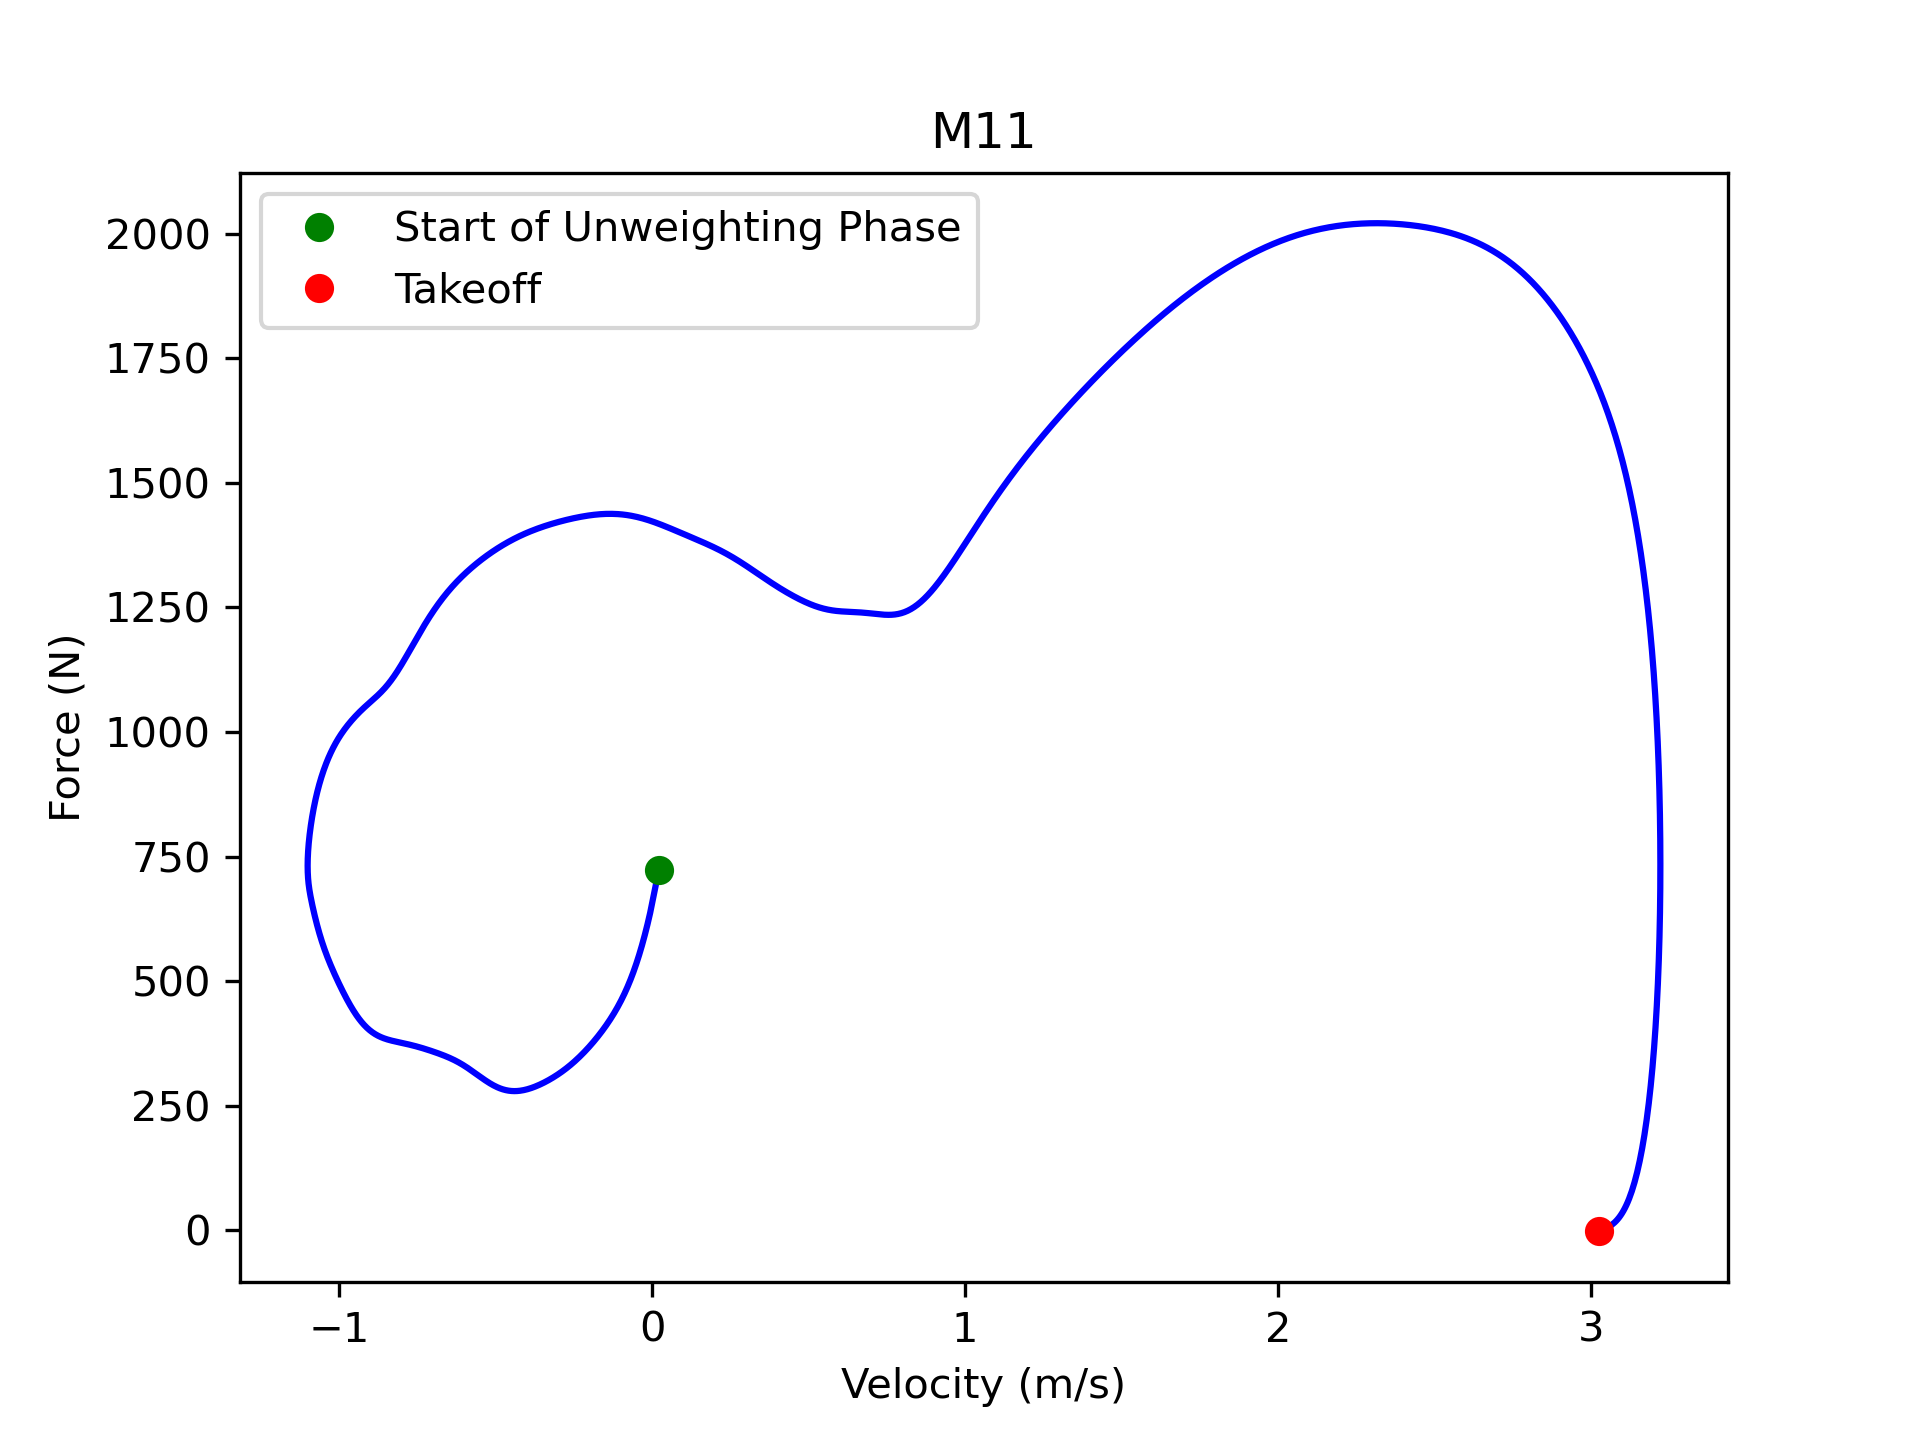 M11
Start of Unweighting Phase
Takeoff
2000
1750
1500
1250
1000
750
500
250
0
Force (N)
−1 0 1 2 3
Velocity (m/s)